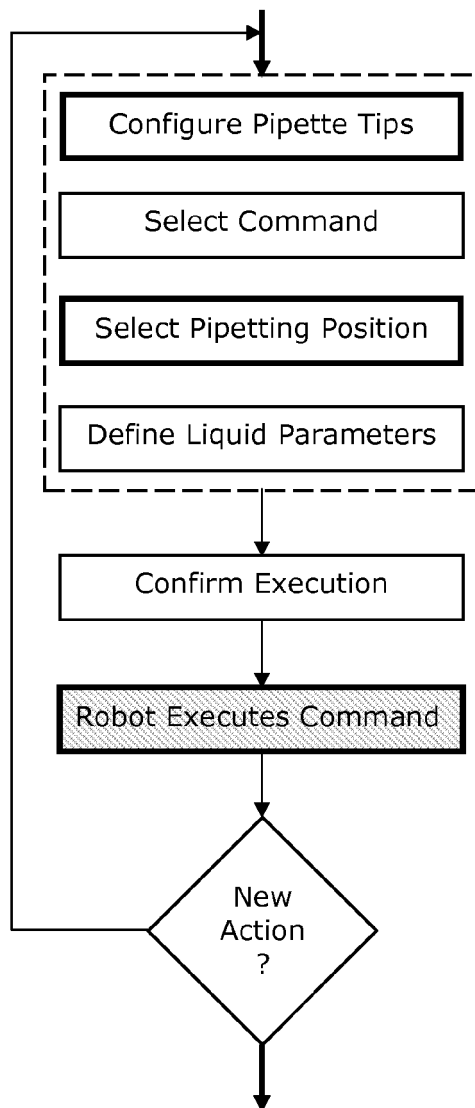 Configure Pipette Tips
Select Command
Select Pipetting Position
Define Liquid Parameters
Confirm Execution
Robot Executes Command
New
Action
?